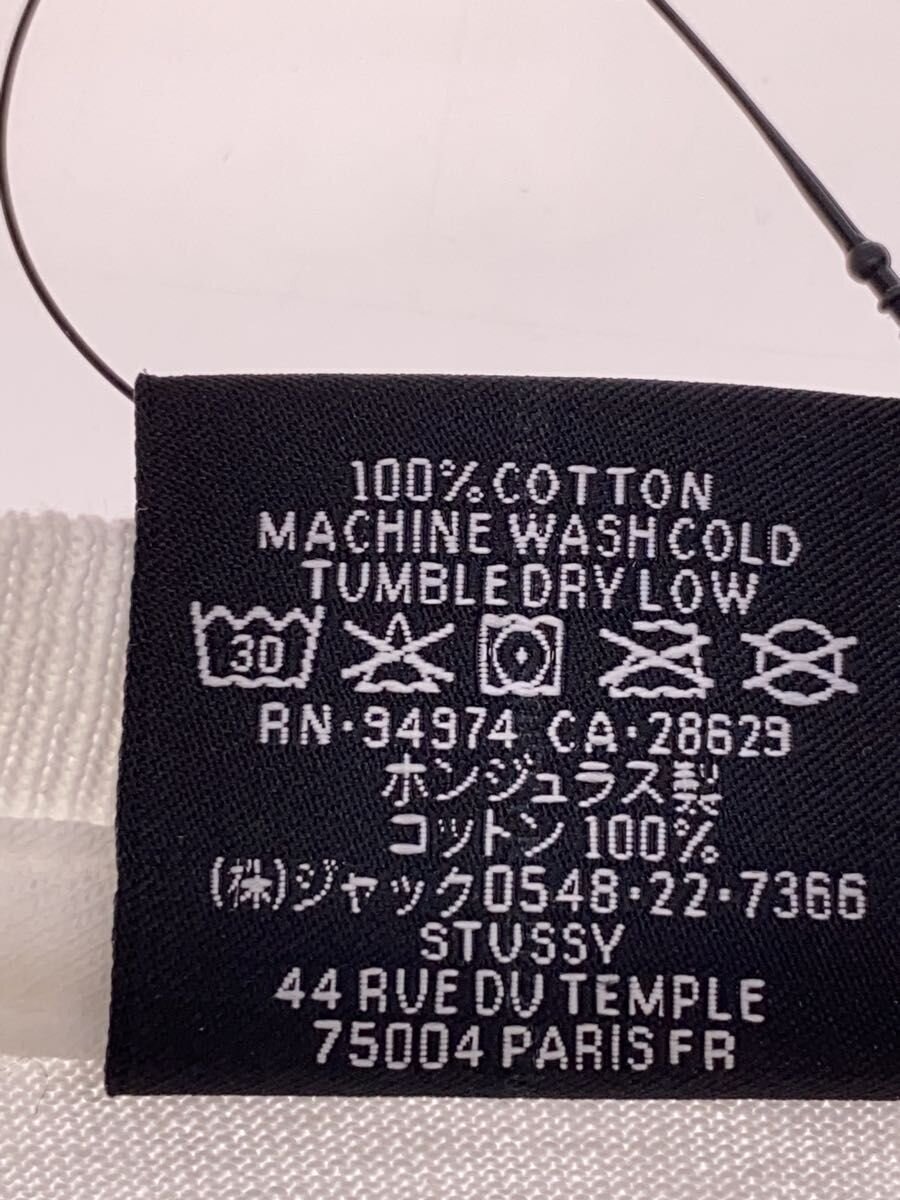 100% COTTON
MACHINE WASH COLD
TUMBLE DRY LOW
30
RN·94974 CA·28629
ホンジュラス製
コットン 100%
(株)ジャック0548·22·7366
STUSSY
44 RUE DU TEMPLE
75004 PARIS FR